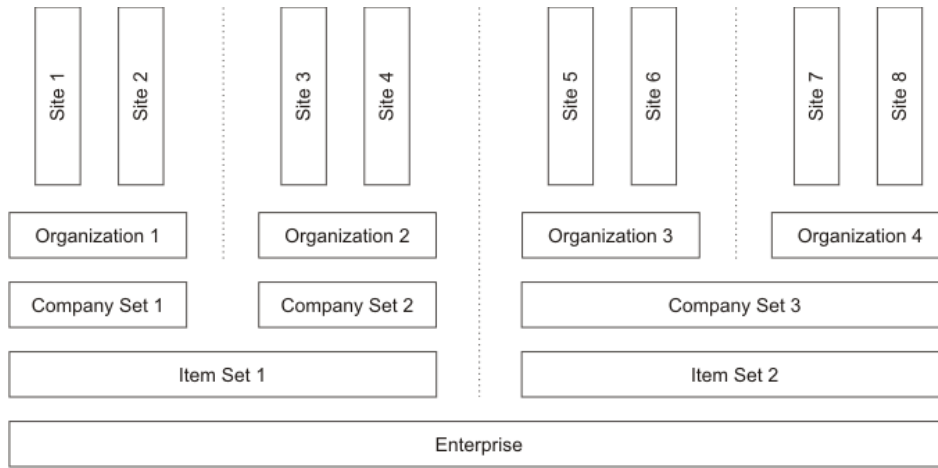 Site 1
Site 2
Site 3
Site 4
Site 5
Site 6
Site 7
Site 8
Organization 1
Organization 2
Organization 3
Organization 4
Company Set 1
Company Set 2
Company Set 3
Item Set 1
Item Set 2
Enterprise